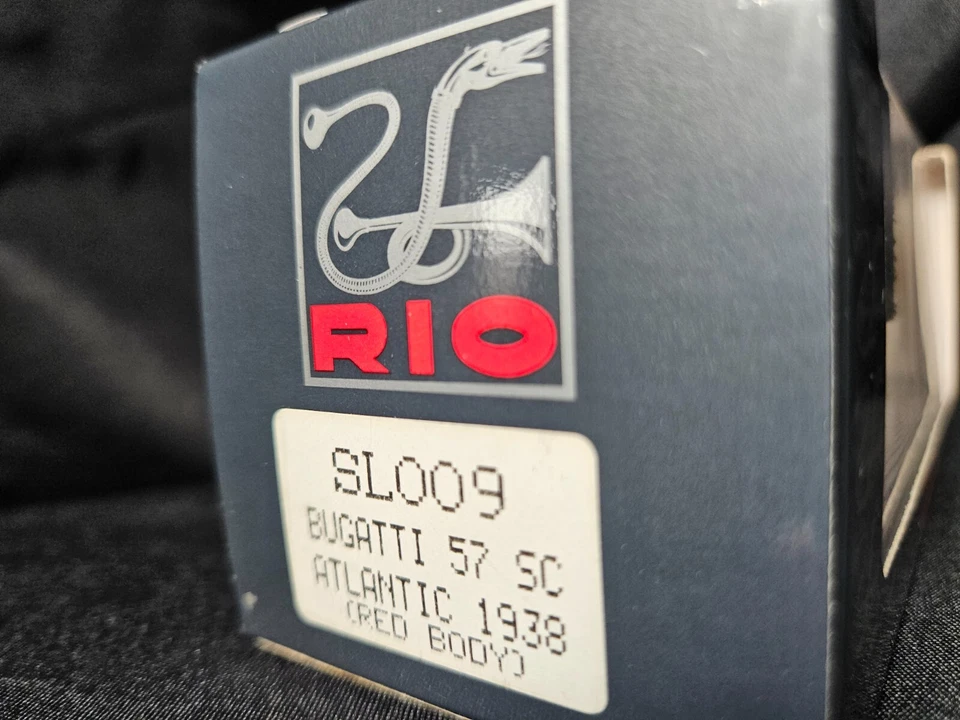 RIO
SL009
BUGATTI 57 SC
ATLANTIC 1938
(RED BODY)